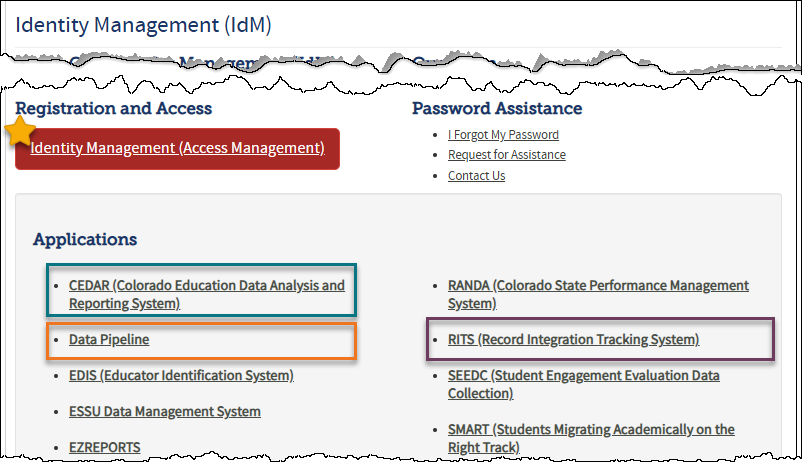 Identity Management (IdM)
Registration and Access
Identity Management (Access Management)
Password Assistance
I Forgot My Password
Request for Assistance
Contact Us
Applications
CEDAR (Colorado Education Data Analysis and
Reporting System)
Data Pipeline
EDIS (Educator Identification System)
ESSU Data Management System
EZREPORTS
RANDA (Colorado State Performance Management
System)
RITS (Record Integration Tracking System)
SEEDC (Student Engagement Evaluation Data
Collection)
SMART (Students Migrating Academically on the
Right Track)